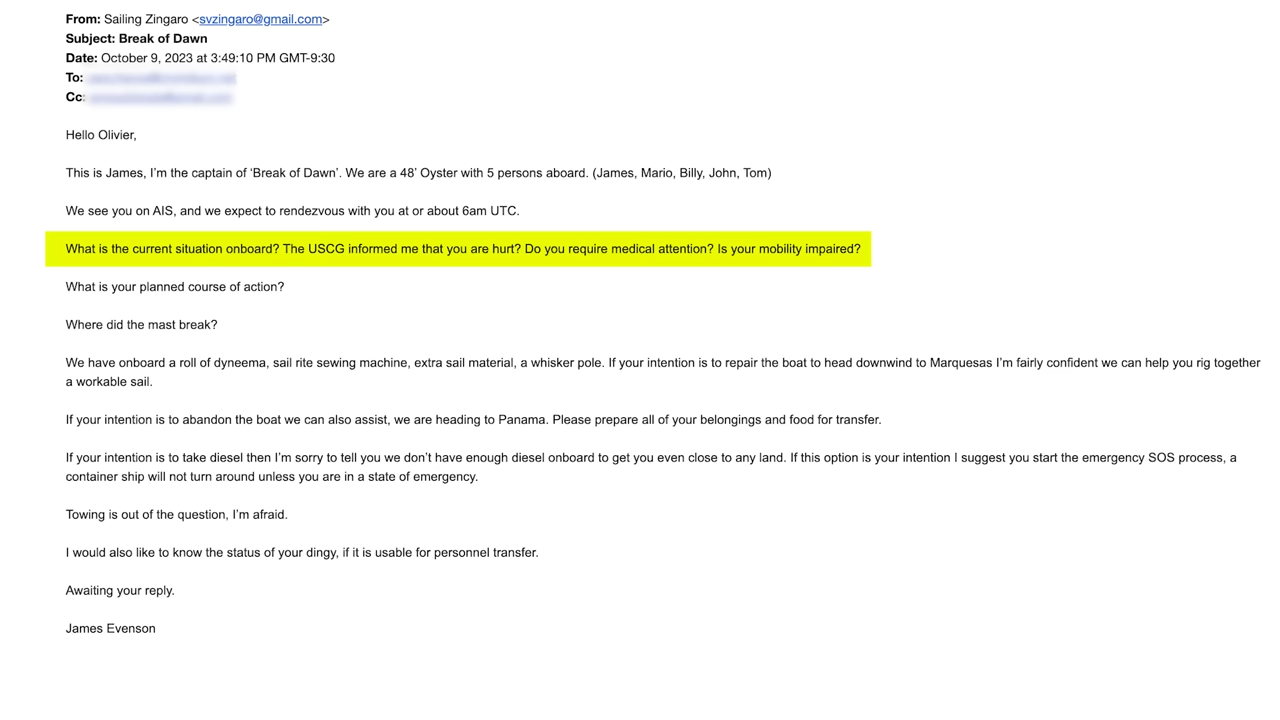 From: Sailing Zingaro <svzingaro@gmail.com>
Subject: Break of Dawn
Date: October 9, 2023 at 3:49:10 PM GMT-9:30
To:
Cc:
Hello Olivier,
This is James, I'm the captain of ‘Break of Dawn’. We are a 48’ Oyster with 5 persons aboard. (James, Mario, Billy, John, Tom)
We see you on AIS, and we expect to rendezvous with you at or about 6am UTC.
What is the current situation onboard? The USCG informed me that you are hurt? Do you require medical attention? Is your mobility impaired?
What is your planned course of action?
Where did the mast break?
We have onboard a roll of dyneema, sail rite sewing machine, extra sail material, a whisker pole. If your intention is to repair the boat to head downwind to Marquesas I’m fairly confident we can help you rig together
a workable sail.
If your intention is to abandon the boat we can also assist, we are heading to Panama. Please prepare all of your belongings and food for transfer.
If your intention is to take diesel then I’m sorry to tell you we don’t have enough diesel onboard to get you even close to any land. If this option is your intention I suggest you start the emergency SOS process, a
container ship will not turn around unless you are in a state of emergency.
Towing is out of the question, I’m afraid.
I would also like to know the status of your dingy, if it is usable for personnel transfer.
Awaiting your reply.
James Evenson